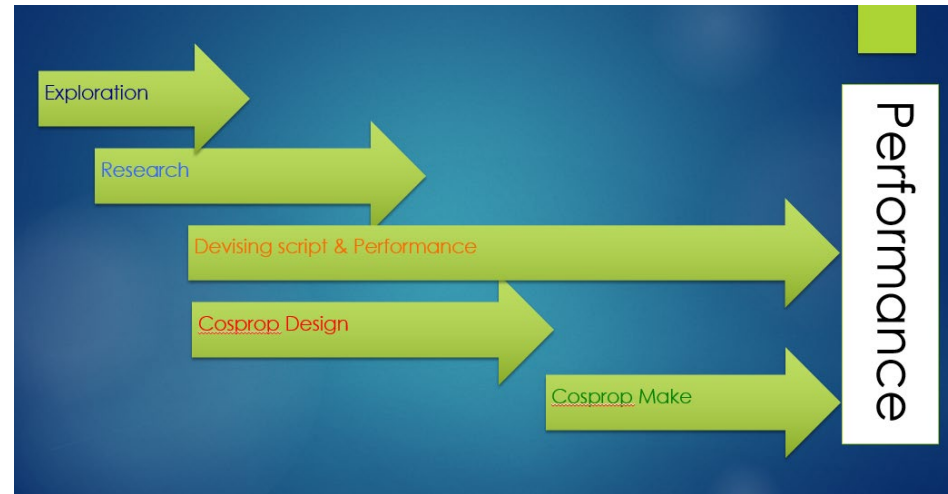 Exploration
Research
Devising script & Performance
Cosprop Design
Cosprop Make
Performance